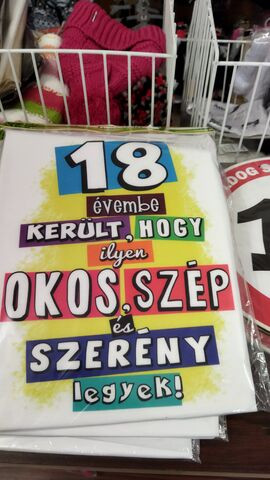 18
évembe
KERÜLT, HOGY
ilyen
OKOS, SZÉP
és
SZERÉNY
legyek!